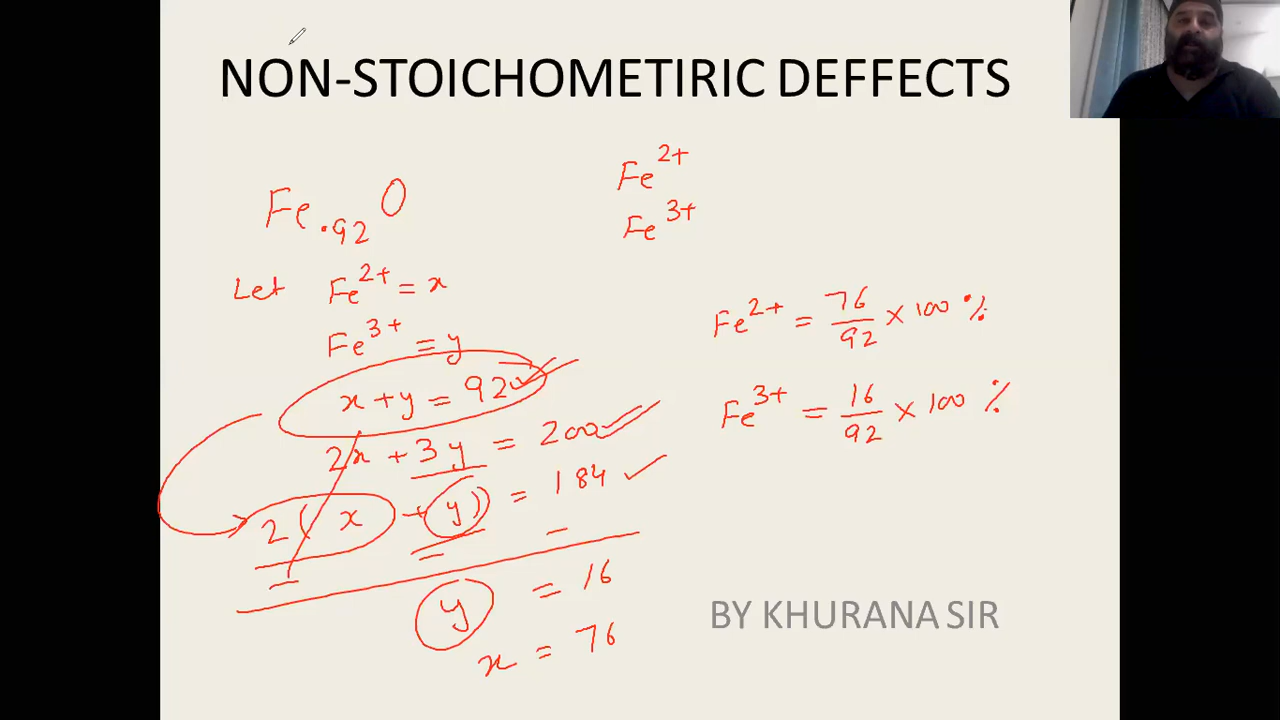 NON-STOICHOMETIRIC DEFFECTS
Fe.92O
Fe2+
Fe3+
Let Fe2+ = x
Fe3+ = y
x + y = 92
2x + 3y = 200
2(x + y) = 184
y = 16
x = 76
Fe2+ = 76/92 × 100 %
Fe3+ = 16/92 × 100 %
BY KHURANA SIR